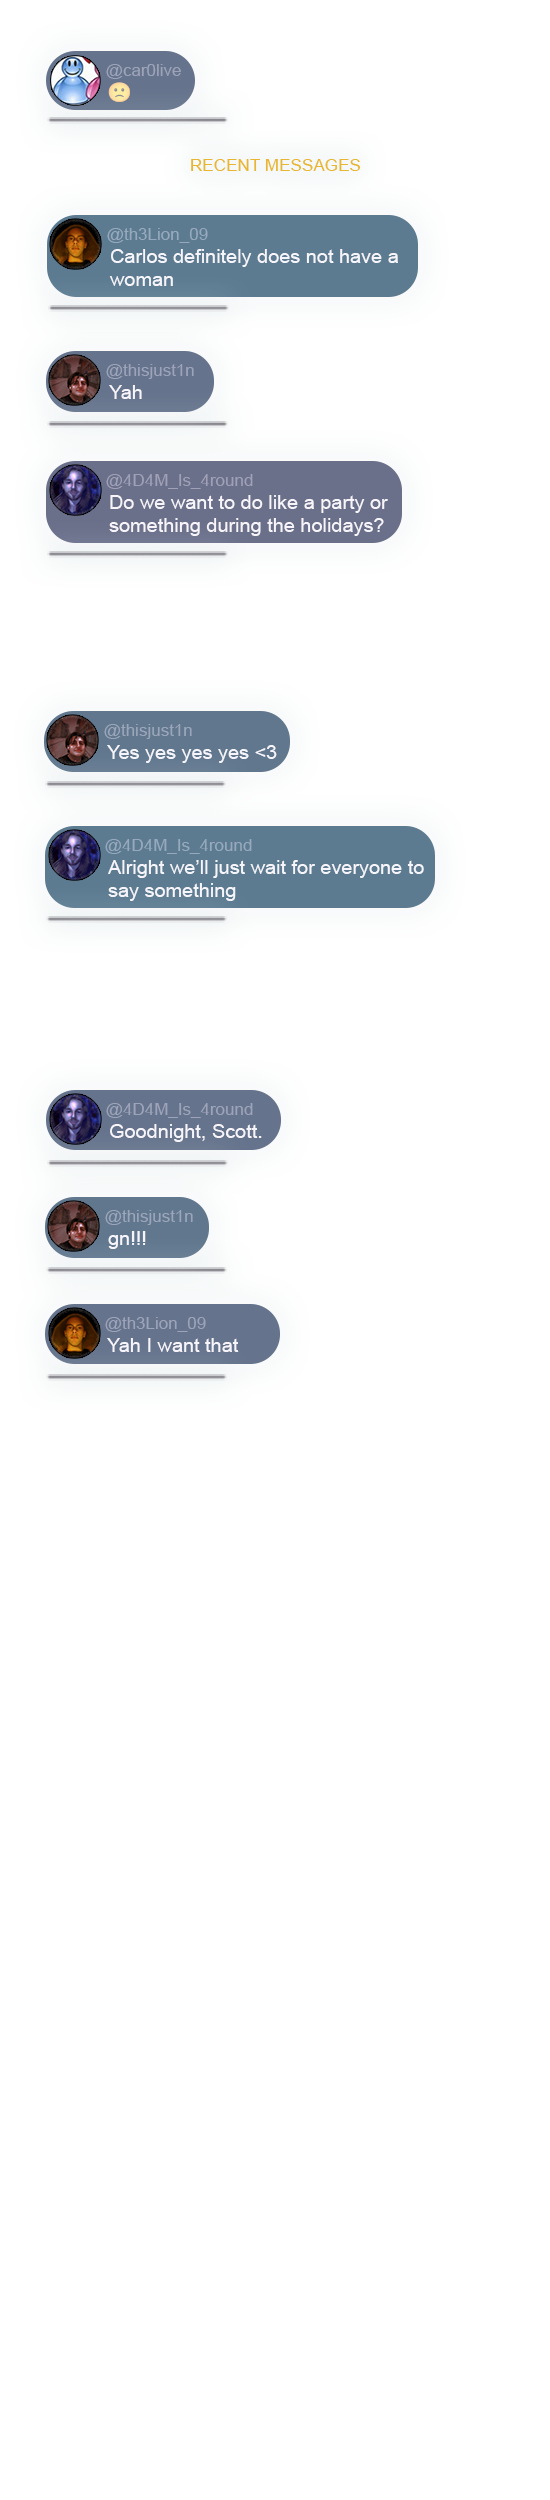 @car0live
🙁
RECENT MESSAGES
@th3Lion_09
Carlos definitely does not have a
woman
@thisjust1n
Yah
@4D4M_Is_4round
Do we want to do like a party or
something during the holidays?
@thisjust1n
Yes yes yes yes <3
@4D4M_Is_4round
Alright we’ll just wait for everyone to
say something
@4D4M_Is_4round
Goodnight, Scott.
@thisjust1n
gn!!!
@th3Lion_09
Yah I want that